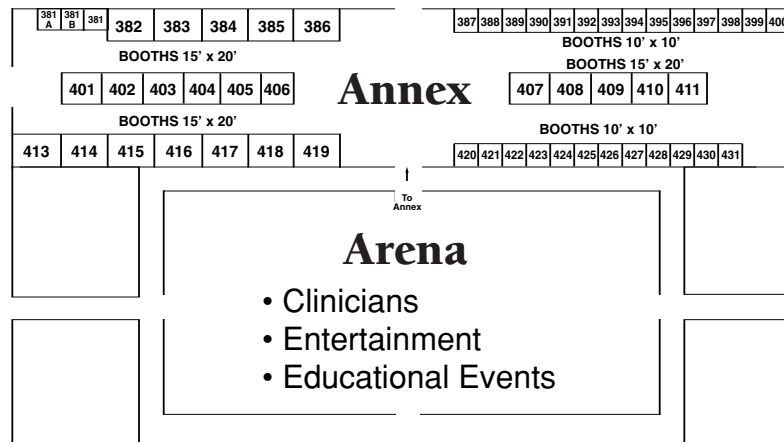 381 A 381 B 381 382 383 384 385 386 387 388 389 390 391 392 393 394 395 396 397 398 399 400
BOOTHS 15' x 20' BOOTHS 10' x 10'
BOOTHS 15' x 20'
401 402 403 404 405 406 Annex 407 408 409 410 411
BOOTHS 15' x 20' BOOTHS 10' x 10'
413 414 415 416 417 418 419 420 421 422 423 424 425 426 427 428 429 430 431
To
Annex
Arena
• Clinicians
• Entertainment
• Educational Events